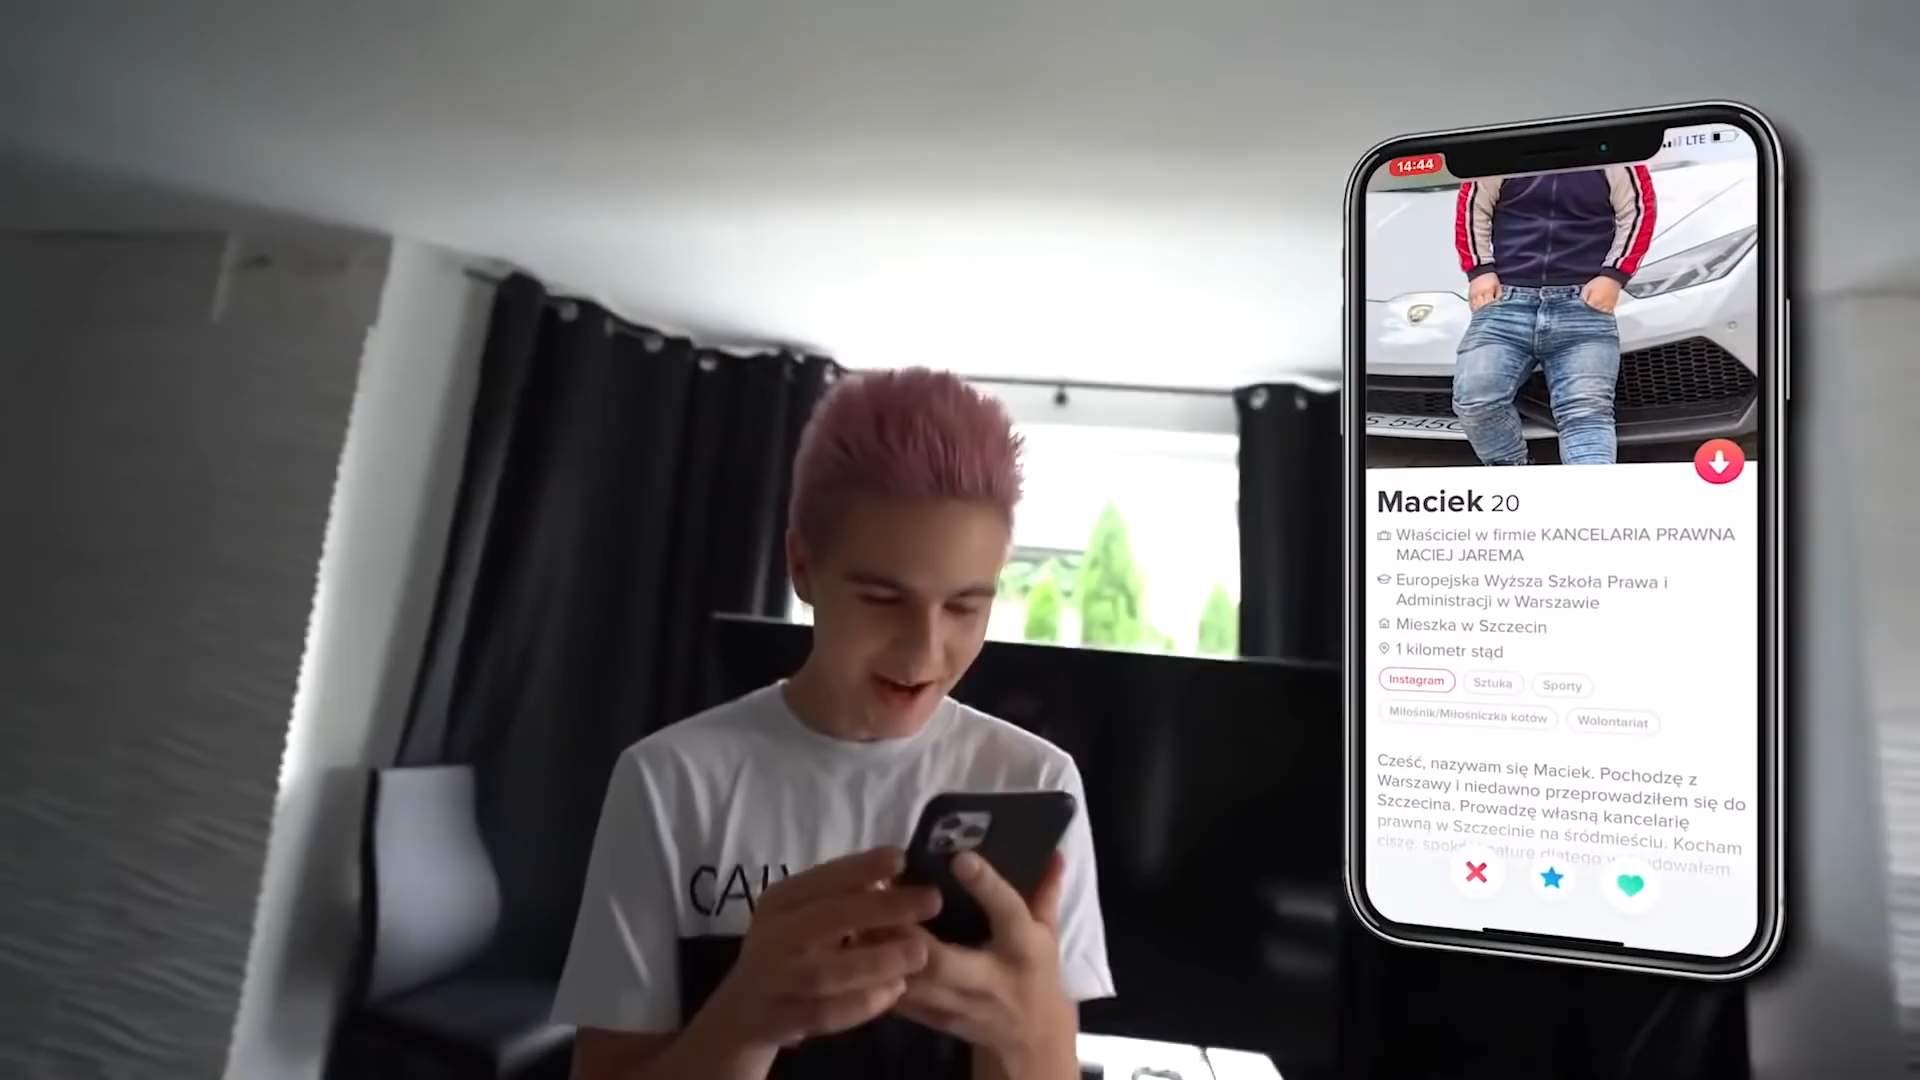 14:44
LTE
Maciek 20
Właściciel w firmie KANCELARIA PRAWNA
MACIEJ JAREMA
Europejska Wyższa Szkoła Prawa i
Administracji w Warszawie
Mieszka w Szczecin
1 kilometr stąd
Instagram
Sztuka
Sporty
Miłośnik/Miłośniczka kotów
Wolontariat
Cześć, nazywam się Maciek. Pochodzę z
Warszawy i niedawno przeprowadziłem się do
Szczecina. Prowadzę własną kancelarię
prawną w Szczecinie na śródmieściu. Kocham
ciszę, dlatego